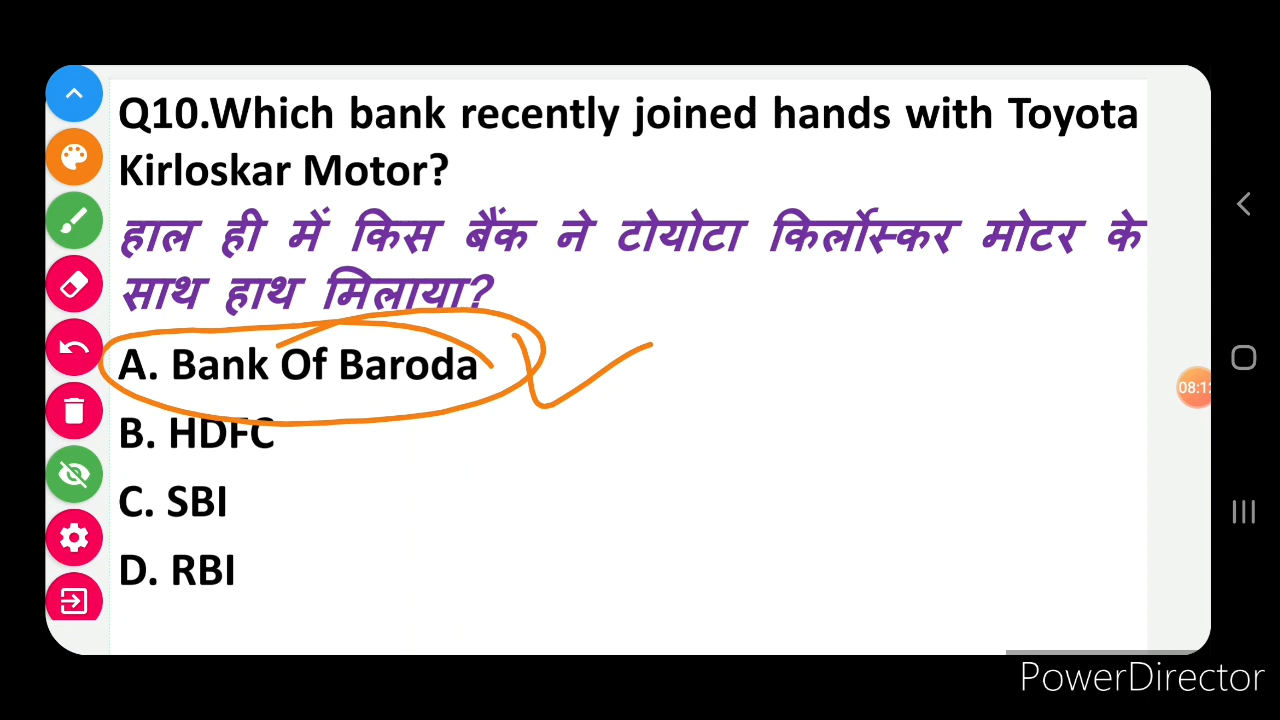 Q10.Which bank recently joined hands with Toyota
Kirloskar Motor?
हाल ही में किस बैंक ने टोयोटा किर्लोस्कर मोटर के
साथ हाथ मिलाया?
A. Bank Of Baroda
B. HDFC
C. SBI
D. RBI
PowerDirector